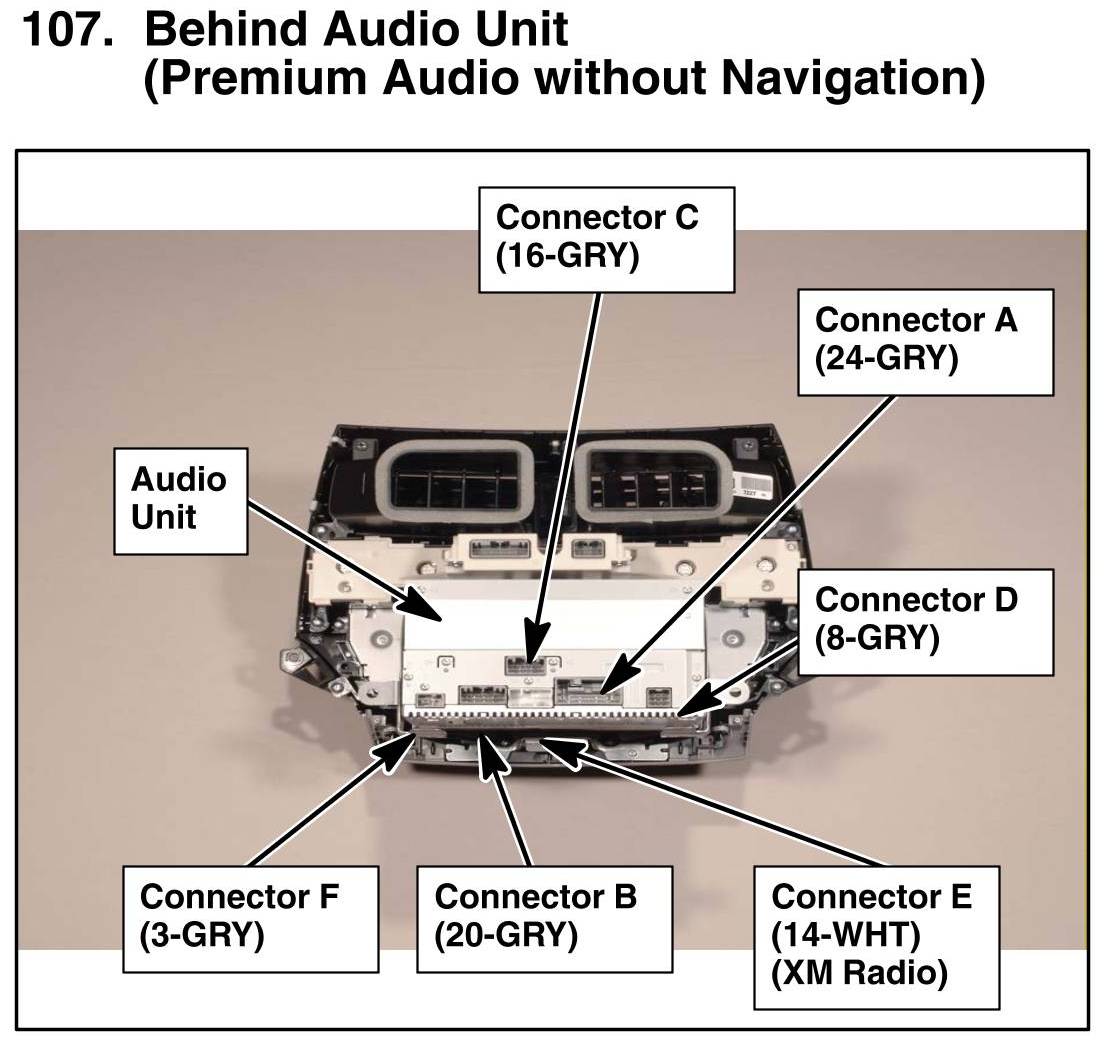 107. Behind Audio Unit
(Premium Audio without Navigation)
Connector C
(16-GRY)
Connector A
(24-GRY)
Audio
Unit
Connector D
(8-GRY)
Connector F
(3-GRY)
Connector B
(20-GRY)
Connector E
(14-WHT)
(XM Radio)